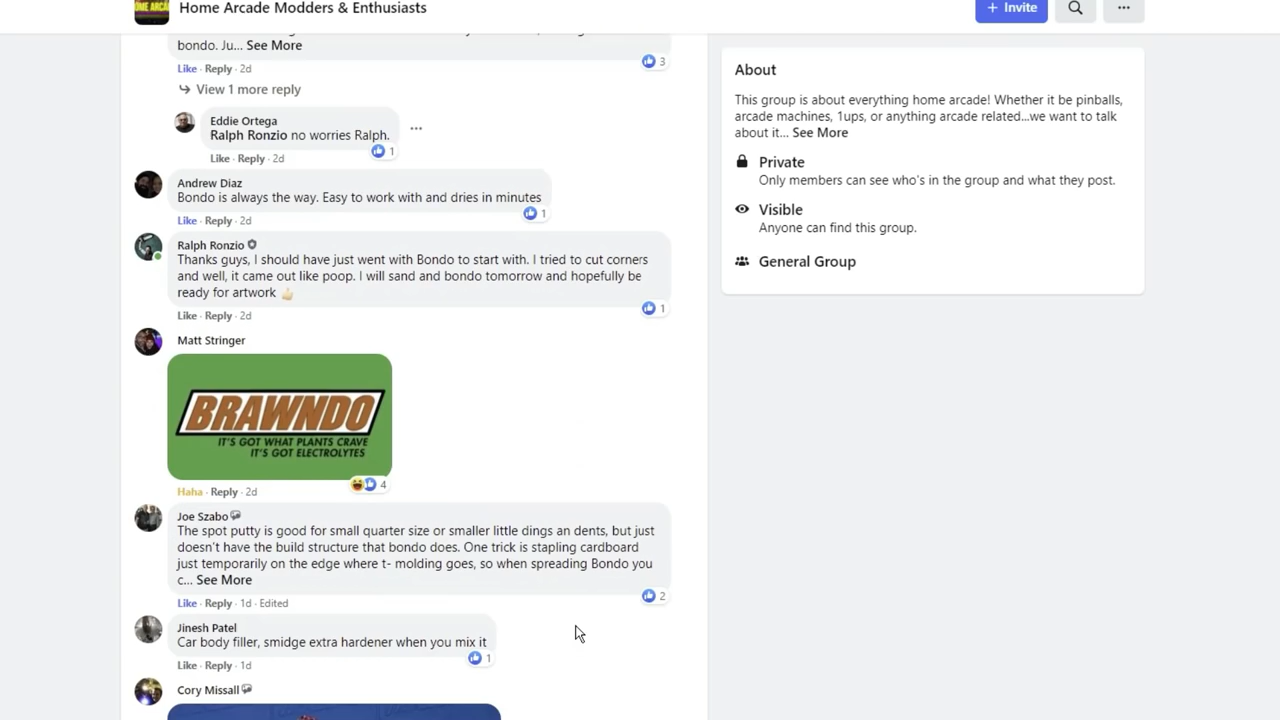 Home Arcade Modders & Enthusiasts
+ Invite
bondo. Ju... See More
Like · Reply · 2d
3
View 1 more reply
Eddie Ortega
Ralph Ronzio no worries Ralph.
1
Like · Reply · 2d
Andrew Diaz
Bondo is always the way. Easy to work with and dries in minutes
1
Like · Reply · 2d
Ralph Ronzio
Thanks guys, I should have just went with Bondo to start with. I tried to cut corners
and well, it came out like poop. I will sand and bondo tomorrow and hopefully be
ready for artwork 👍🏻
1
Like · Reply · 2d
Matt Stringer
BRAWNDO
IT'S GOT WHAT PLANTS CRAVE
IT'S GOT ELECTROLYTES
4
Haha · Reply · 2d
Joe Szabo
The spot putty is good for small quarter size or smaller little dings an dents, but just
doesn't have the build structure that bondo does. One trick is stapling cardboard
just temporarily on the edge where t- molding goes, so when spreading Bondo you
c... See More
2
Like · Reply · 1d · Edited
Jinesh Patel
Car body filler, smidge extra hardener when you mix it
1
Like · Reply · 1d
Cory Missall
About
This group is about everything home arcade! Whether it be pinballs,
arcade machines, 1ups, or anything arcade related...we want to talk
about it... See More
Private
Only members can see who's in the group and what they post.
Visible
Anyone can find this group.
General Group